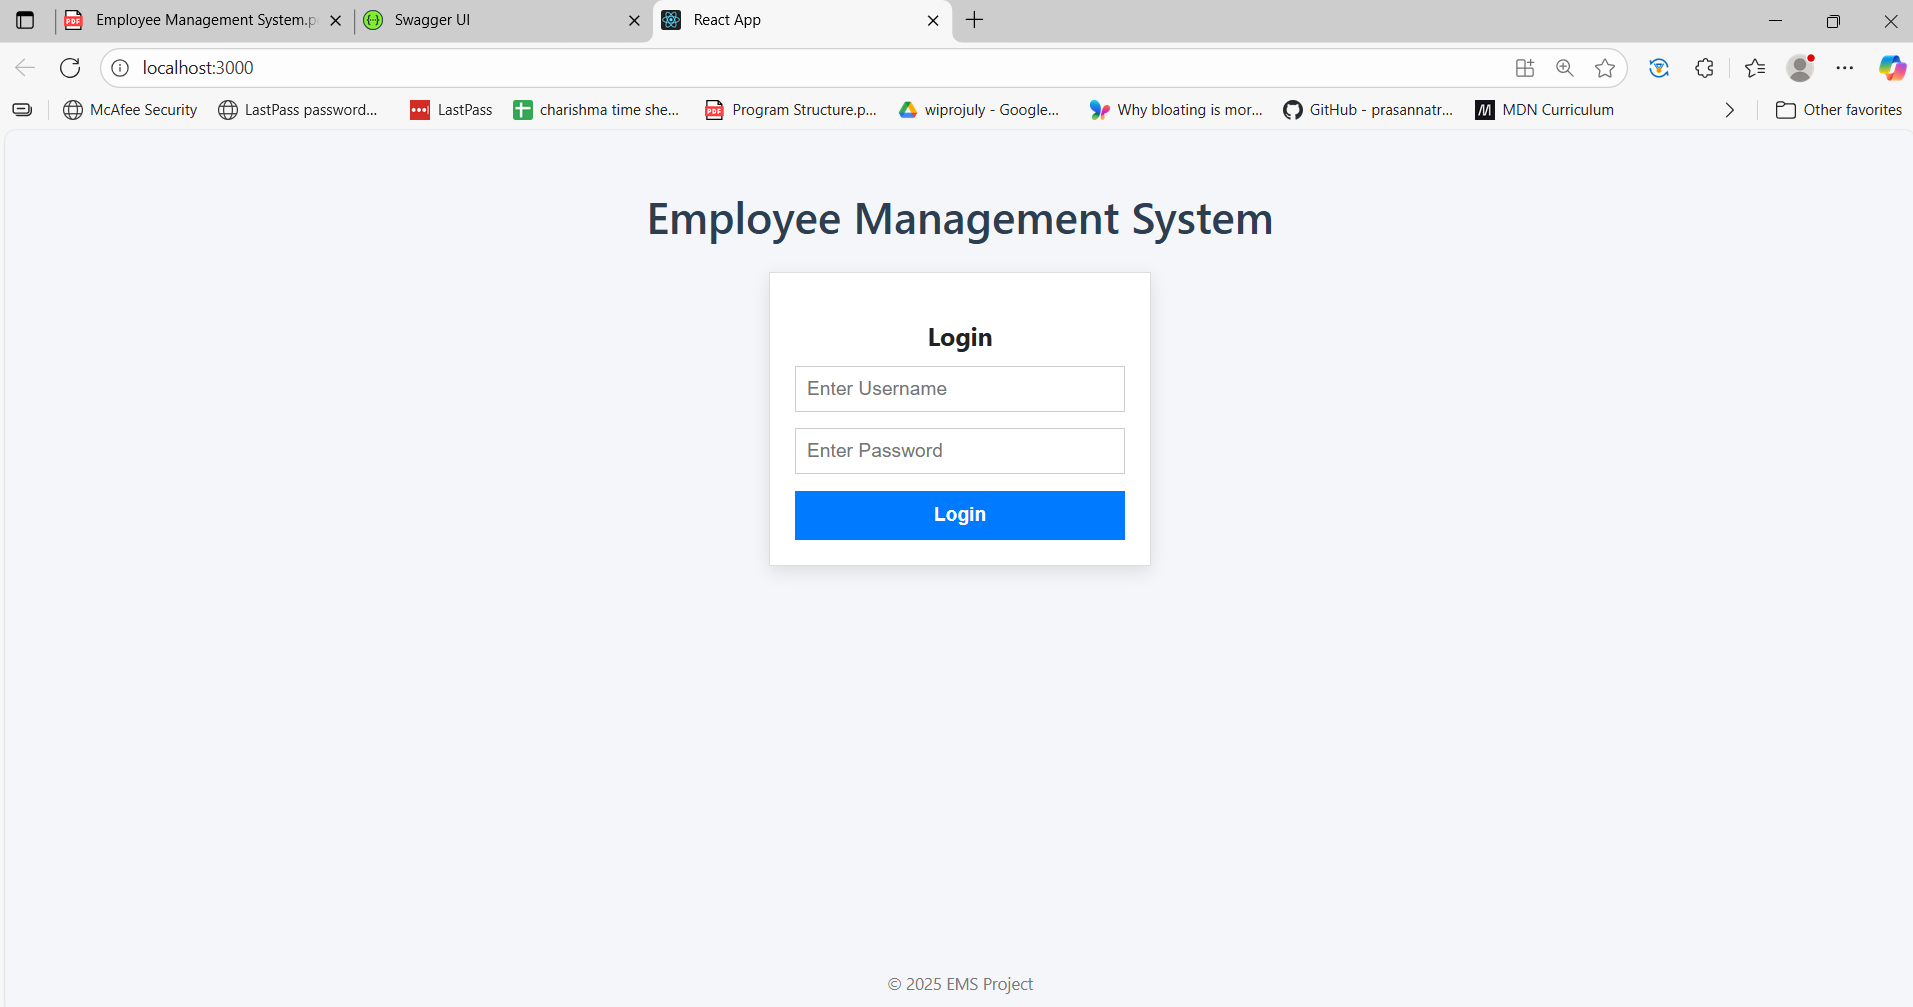 Employee Management System.p
Swagger UI
React App
localhost:3000
McAfee Security
LastPass password...
LastPass
charishma time she...
PDF
Program Structure.p...
wiprojuly - Google...
Why bloating is mor...
GitHub - prasannatr...
MDN Curriculum
Other favorites
Employee Management System
Login
Enter Username
Enter Password
Login
© 2025 EMS Project